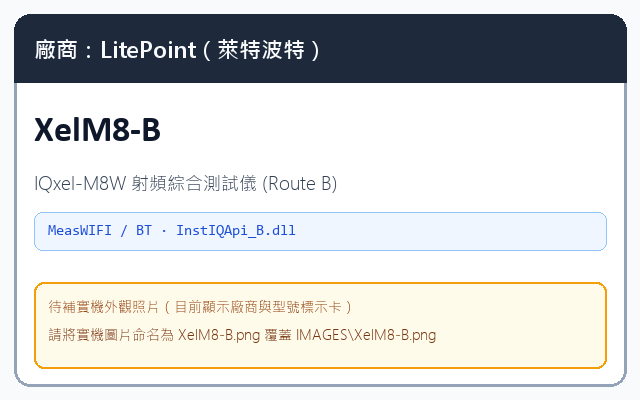 廠商：LitePoint（萊特波特）
XelM8-B
IQxel-M8W 射頻綜合測試儀 (Route B)
MeasWIFI / BT · InstIQApi_B.dll
待補實機外觀照片（目前顯示廠商與型號標示卡）
請將實機圖片命名為 XelM8-B.png 覆蓋 IMAGES\XelM8-B.png